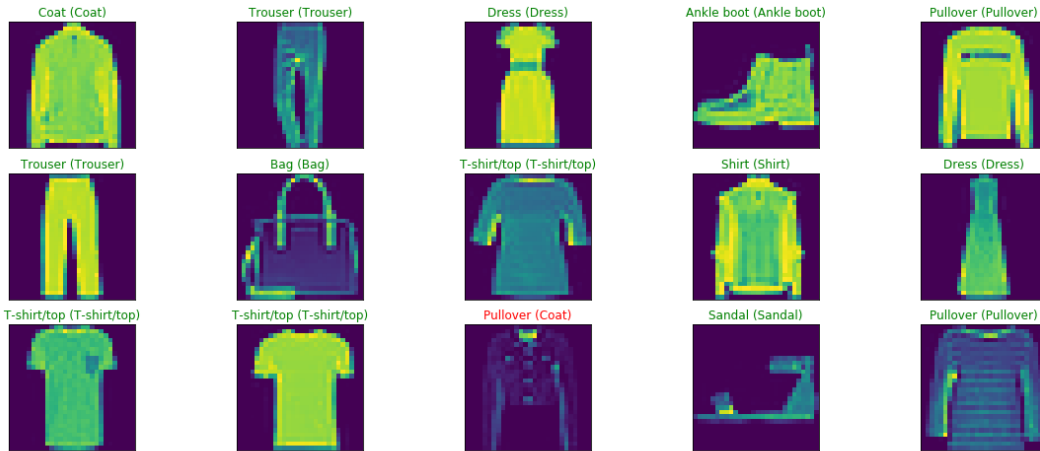 Coat (Coat)
Trouser (Trouser)
Dress (Dress)
Ankle boot (Ankle boot)
Pullover (Pullover)
Trouser (Trouser)
Bag (Bag)
T-shirt/top (T-shirt/top)
Shirt (Shirt)
Dress (Dress)
T-shirt/top (T-shirt/top)
T-shirt/top (T-shirt/top)
Pullover (Coat)
Sandal (Sandal)
Pullover (Pullover)